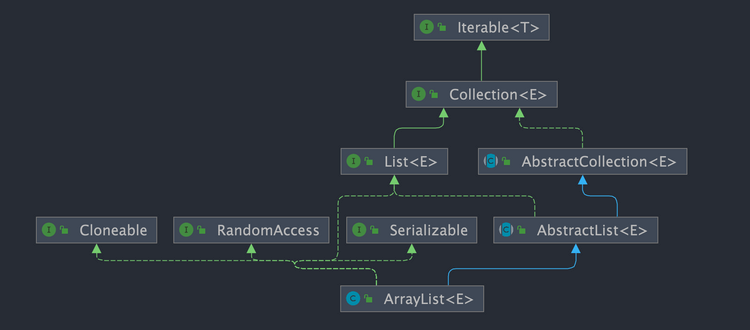 I Iterable<T>
I Collection<E>
I List<E>
C AbstractCollection<E>
I Cloneable
I RandomAccess
I Serializable
C AbstractList<E>
C ArrayList<E>